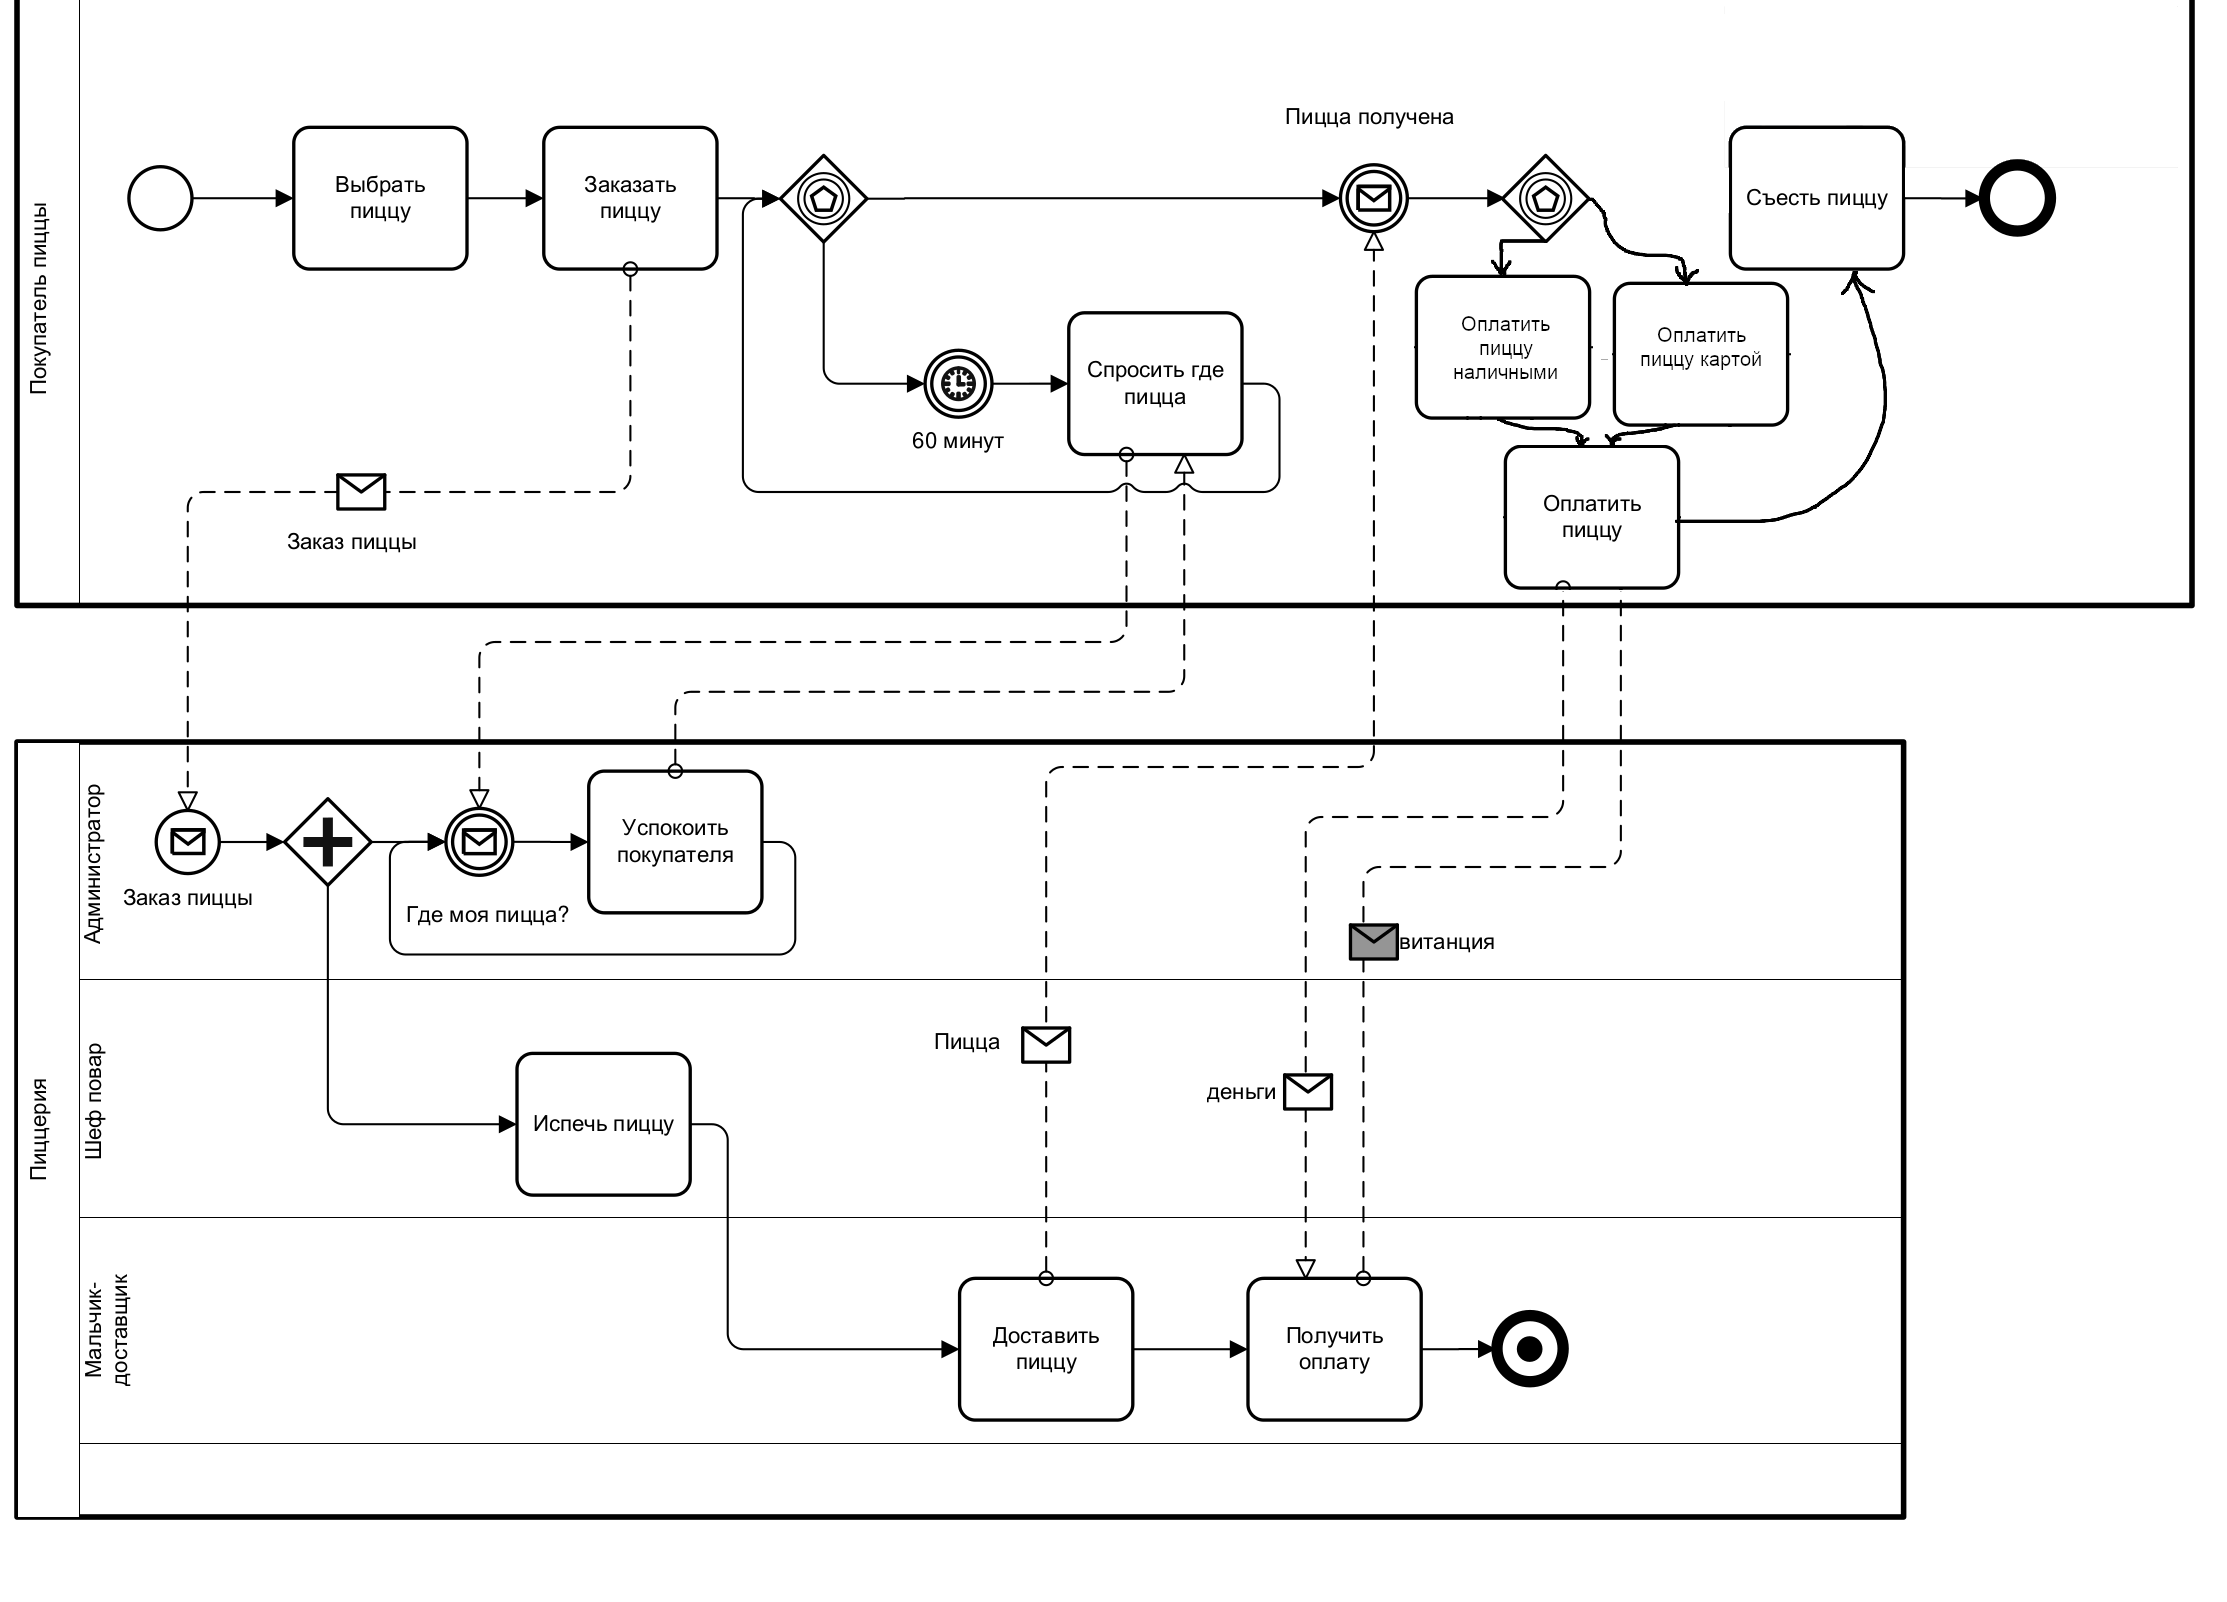 Покупатель пиццы
Выбрать
пиццу
Заказать
пиццу
Пицца получена
Съесть пиццу
Оплатить
пиццу
наличными
Оплатить
пиццу картой
Спросить где
пицца
60 минут
Оплатить
пиццу
Заказ пиццы
Пиццерия
Администратор
Заказ пиццы
Где моя пицца?
Успокоить
покупателя
витанция
Шеф повар
Испечь пиццу
Пицца
деньги
Мальчик-
доставщик
Доставить
пиццу
Получить
оплату